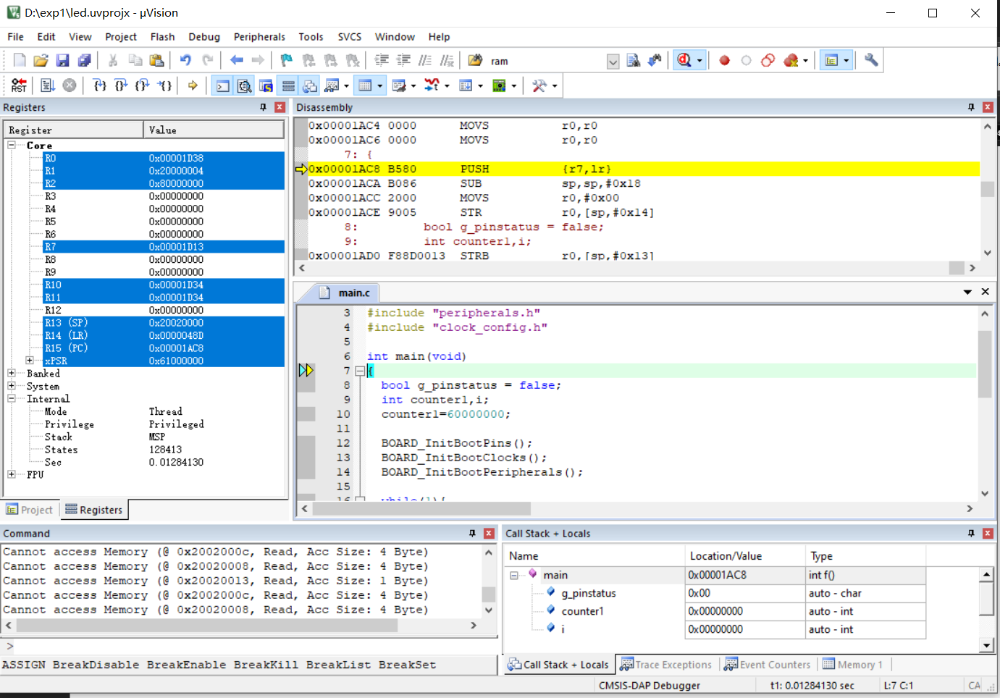 D:\exp1\led.uvprojx - µVision
File Edit View Project Flash Debug Peripherals Tools SVCS Window Help
ram
RST
Registers
Register Value
Core
R0 0x00001D38
R1 0x20000004
R2 0x80000000
R3 0x00000000
R4 0x00000000
R5 0x00000000
R6 0x00000000
R7 0x00001D13
R8 0x00000000
R9 0x00000000
R10 0x00001D34
R11 0x00001D34
R12 0x00000000
R13 (SP) 0x20020000
R14 (LR) 0x0000048D
R15 (PC) 0x00001AC8
xPSR 0x61000000
Banked
System
Internal
Mode Thread
Privilege Privileged
Stack MSP
States 128413
Sec 0.01284130
FPU
Project Registers
Disassembly
0x00001AC4 0000 MOVS r0,r0
0x00001AC6 0000 MOVS r0,r0
7: {
0x00001AC8 B580 PUSH {r7,lr}
0x00001ACA B086 SUB sp,sp,#0x18
0x00001ACC 2000 MOVS r0,#0x00
0x00001ACE 9005 STR r0,[sp,#0x14]
8: bool g_pinstatus = false;
9: int counter1,i;
0x00001AD0 F88D0013 STRB r0,[sp,#0x13]
main.c
3 #include "peripherals.h"
4 #include "clock_config.h"
5
6 int main(void)
7 {
8 bool g_pinstatus = false;
9 int counter1,i;
10 counter1=60000000;
11
12 BOARD_InitBootPins();
13 BOARD_InitBootClocks();
14 BOARD_InitBootPeripherals();
15
16 while(1){
Command
Cannot access Memory (@ 0x2002000c, Read, Acc Size: 4 Byte)
Cannot access Memory (@ 0x20020008, Read, Acc Size: 4 Byte)
Cannot access Memory (@ 0x20020013, Read, Acc Size: 1 Byte)
Cannot access Memory (@ 0x2002000c, Read, Acc Size: 4 Byte)
Cannot access Memory (@ 0x20020008, Read, Acc Size: 4 Byte)
>
ASSIGN BreakDisable BreakEnable BreakKill BreakList BreakSet
Call Stack + Locals
Name Location/Value Type
main 0x00001AC8 int f()
g_pinstatus 0x00 auto - char
counter1 0x00000000 auto - int
i 0x00000000 auto - int
Call Stack + Locals Trace Exceptions Event Counters Memory 1
CMSIS-DAP Debugger t1: 0.01284130 sec L:7 C:1 CA